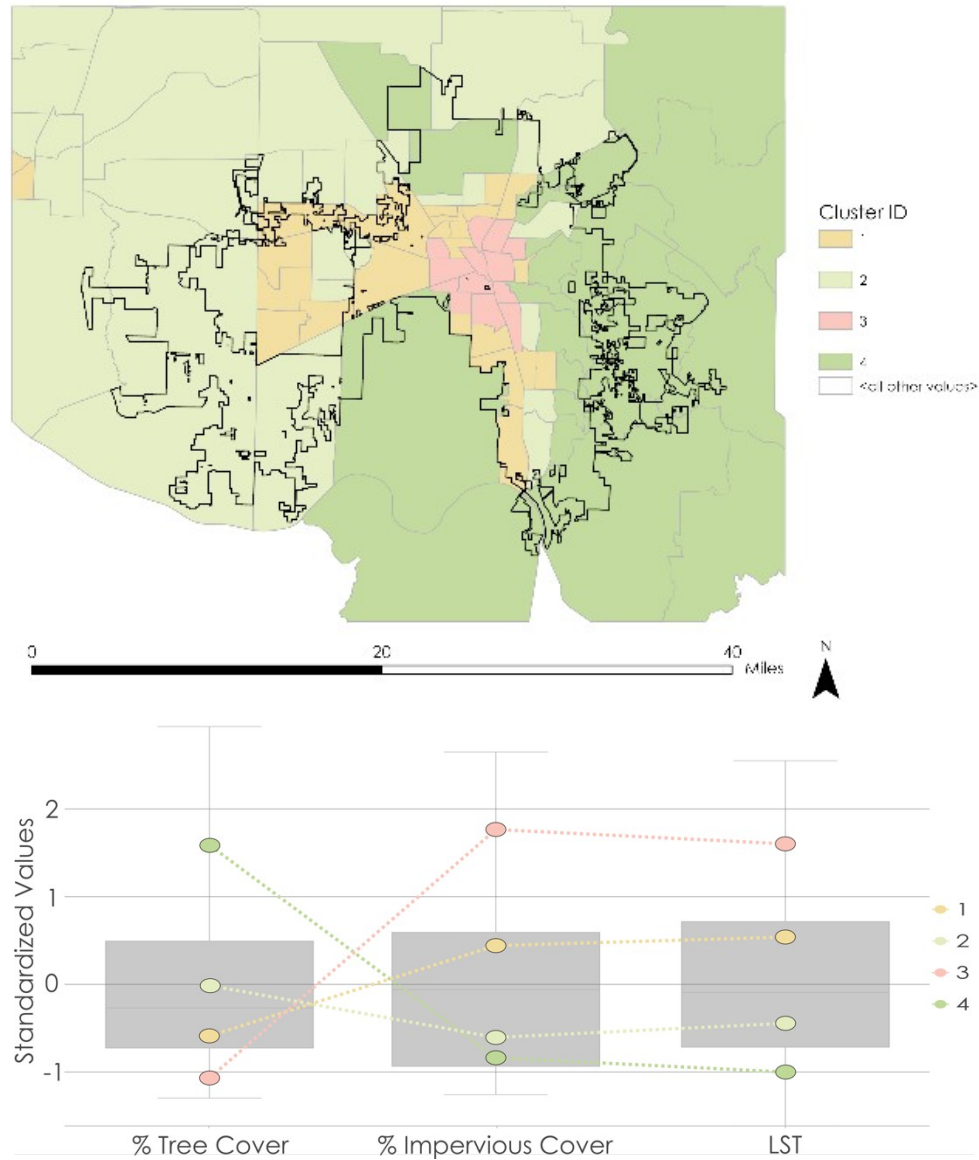 Cluster ID
2
3
4
<all other values>
0 20 40
Miles
N
2
1
0
-1
Standardized Values
1
2
3
4
% Tree Cover % Impervious Cover LST